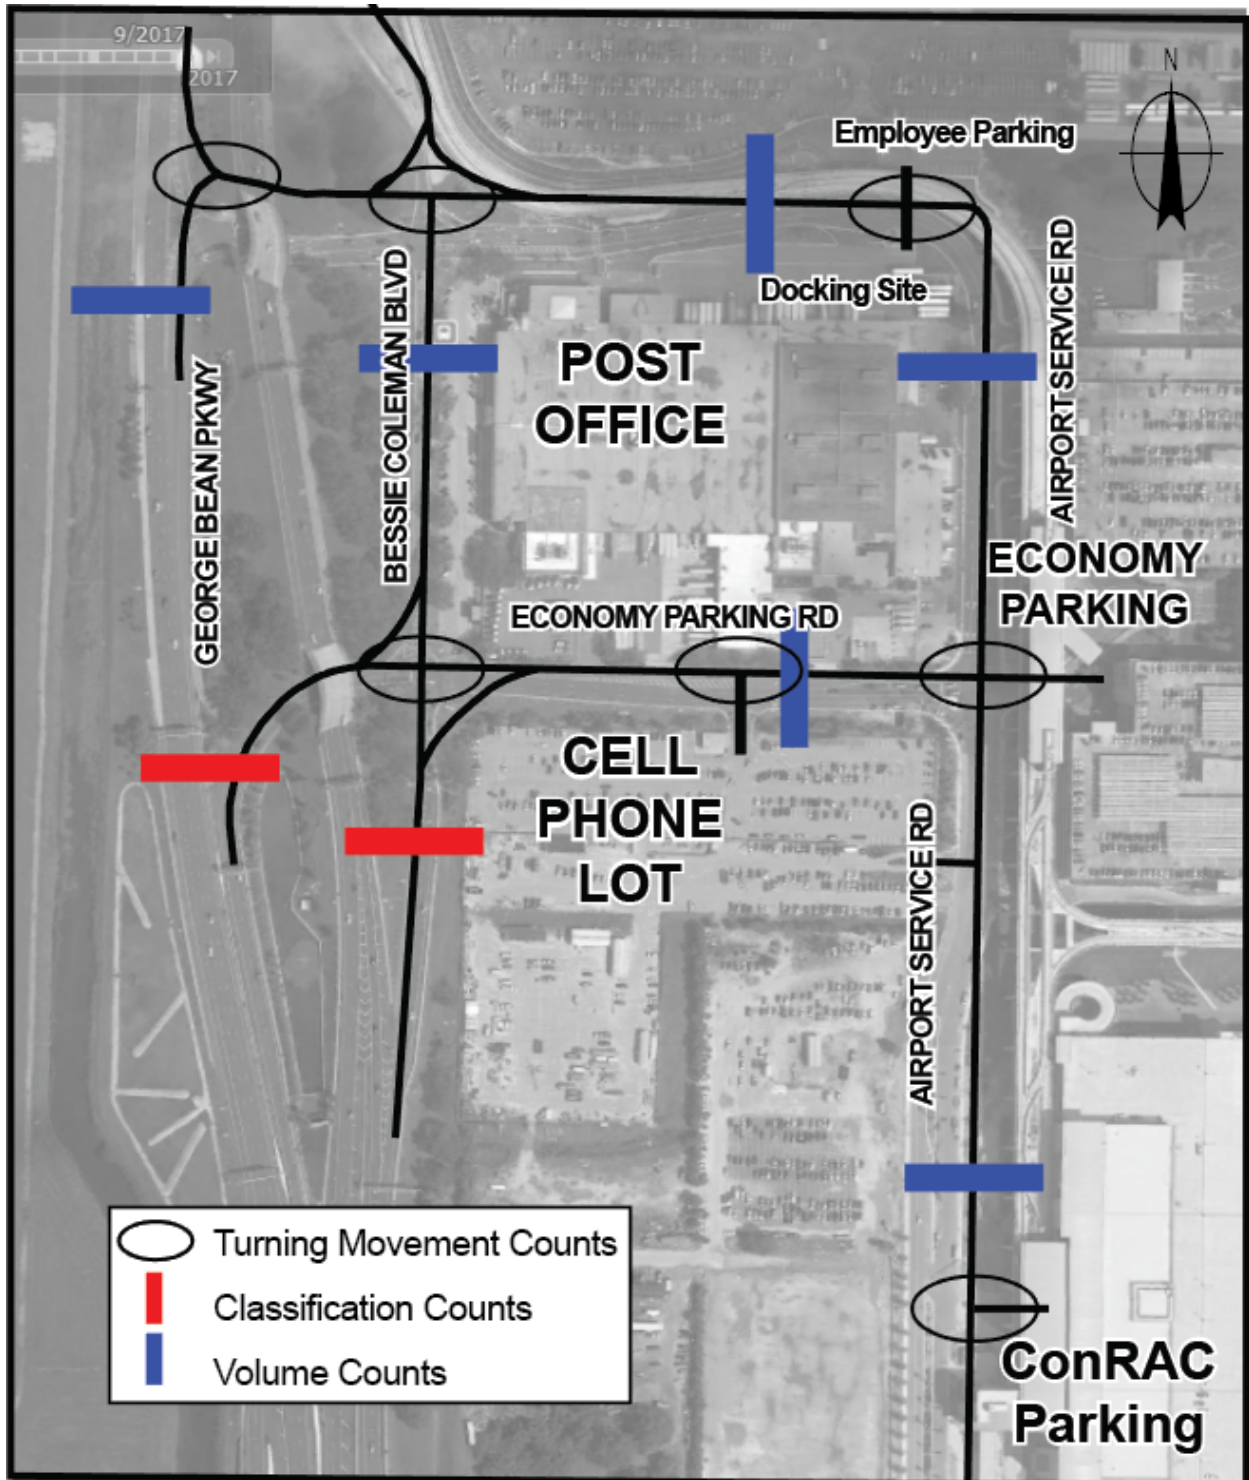 9/2017
2017
N
Employee Parking
Docking Site
AIRPORT SERVICE RD
BESSIE COLEMAN BLVD
GEORGE BEAN PKWY
POST
OFFICE
ECONOMY
PARKING
ECONOMY PARKING RD
CELL
PHONE
LOT
AIRPORT SERVICE RD
Turning Movement Counts
Classification Counts
Volume Counts
ConRAC
Parking